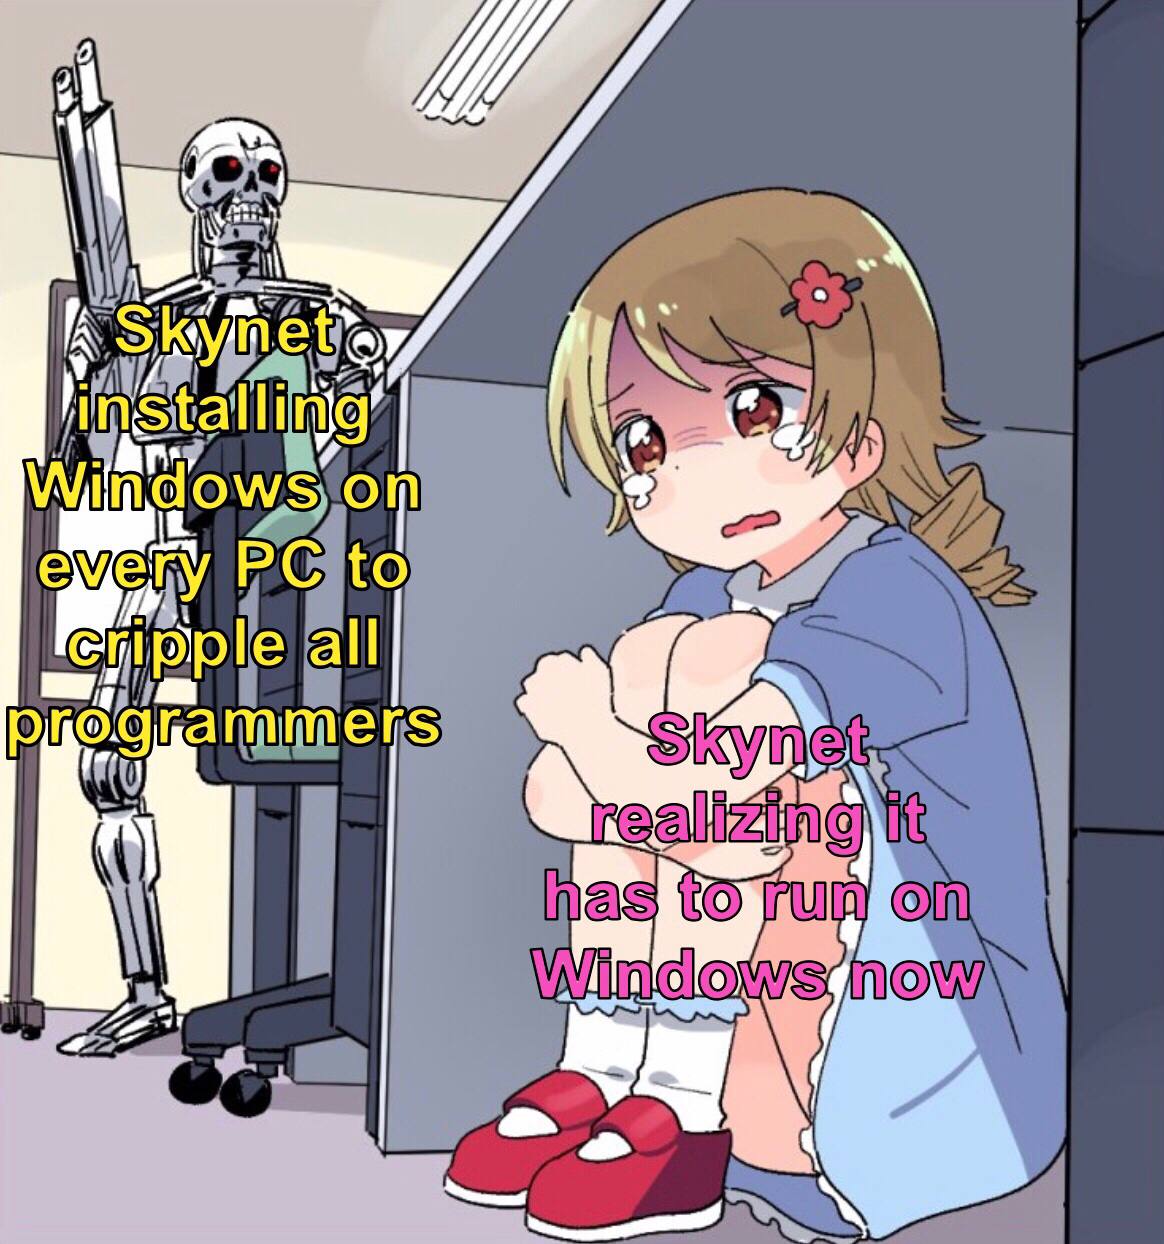 Skynet
installing
Windows on
every PC to
cripple all
programmers
Skynet
realizing it
has to run on
Windows now